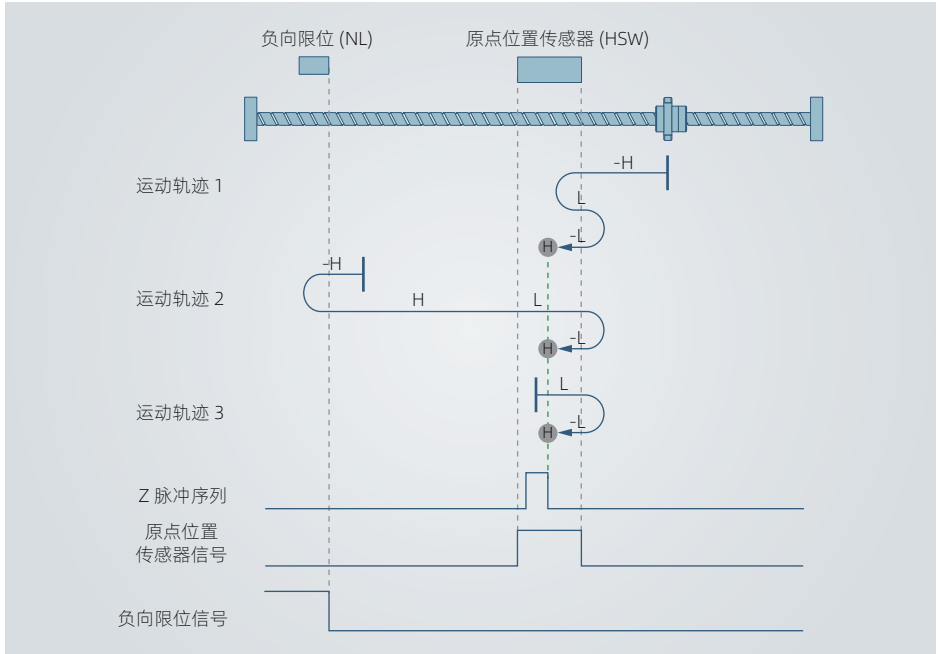 负向限位 (NL)
原点位置传感器 (HSW)
运动轨迹 1
-H
L
-L
H
运动轨迹 2
-H
H
L
-L
H
运动轨迹 3
L
-L
H
Z 脉冲序列
原点位置
传感器信号
负向限位信号